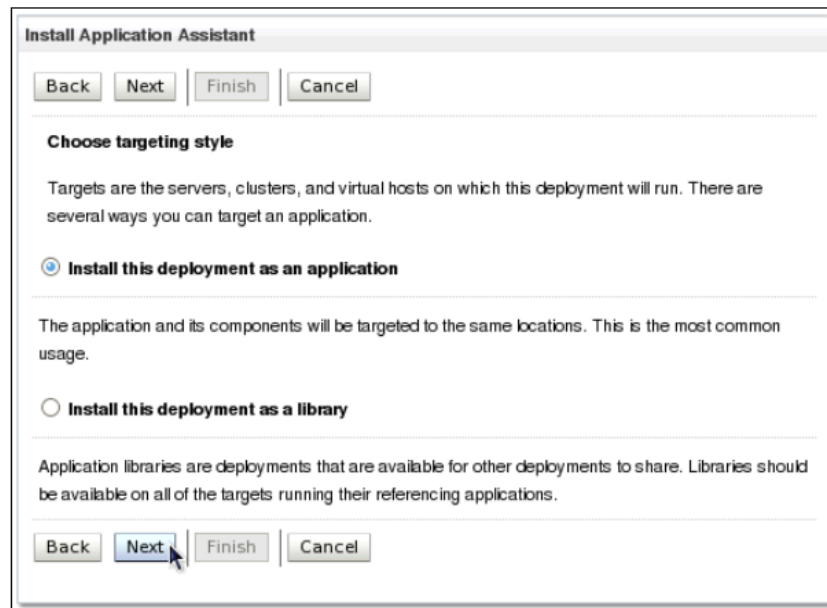 Install Application Assistant
Back Next Finish Cancel
Choose targeting style
Targets are the servers, clusters, and virtual hosts on which this deployment will run. There are
several ways you can target an application.
Install this deployment as an application
The application and its components will be targeted to the same locations. This is the most common
usage.
Install this deployment as a library
Application libraries are deployments that are available for other deployments to share. Libraries should
be available on all of the targets running their referencing applications.
Back Next Finish Cancel